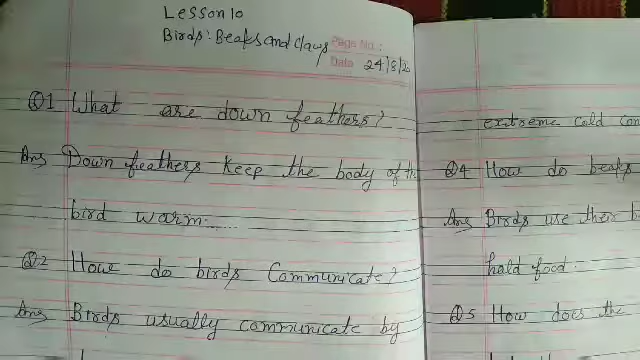 Lesson 10
Birds: Beaks and Claws
Page No.:
Date 24/8/20
Q1 What are down feathers?
Ans Down feathers keep the body of th
bird warm.
Q2 How do birds Communicate?
Ans Birds usually communicate by
extreme cold con
Q4 How do beaks
Ans Birds use their b
hold food.
Q5 How does the